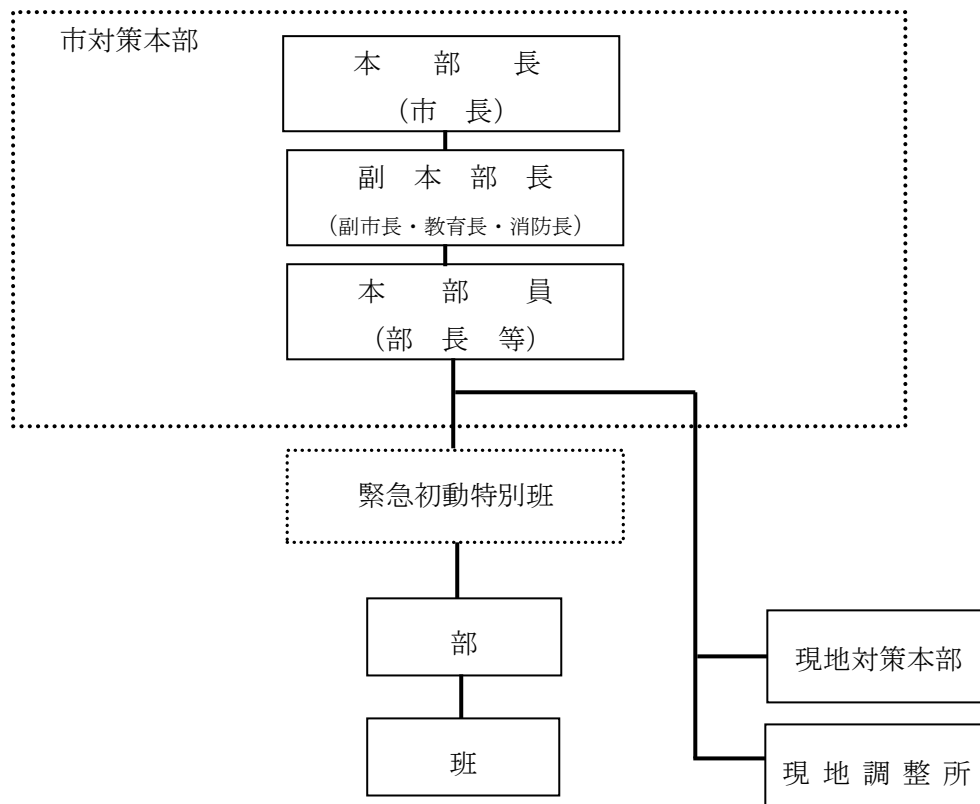 市対策本部
本 部 長
（市 長）
副 本 部 長
（副市長・教育長・消防長）
本 部 員
（部 長 等）
緊急初動特別班
部
現地対策本部
班
現 地 調 整 所